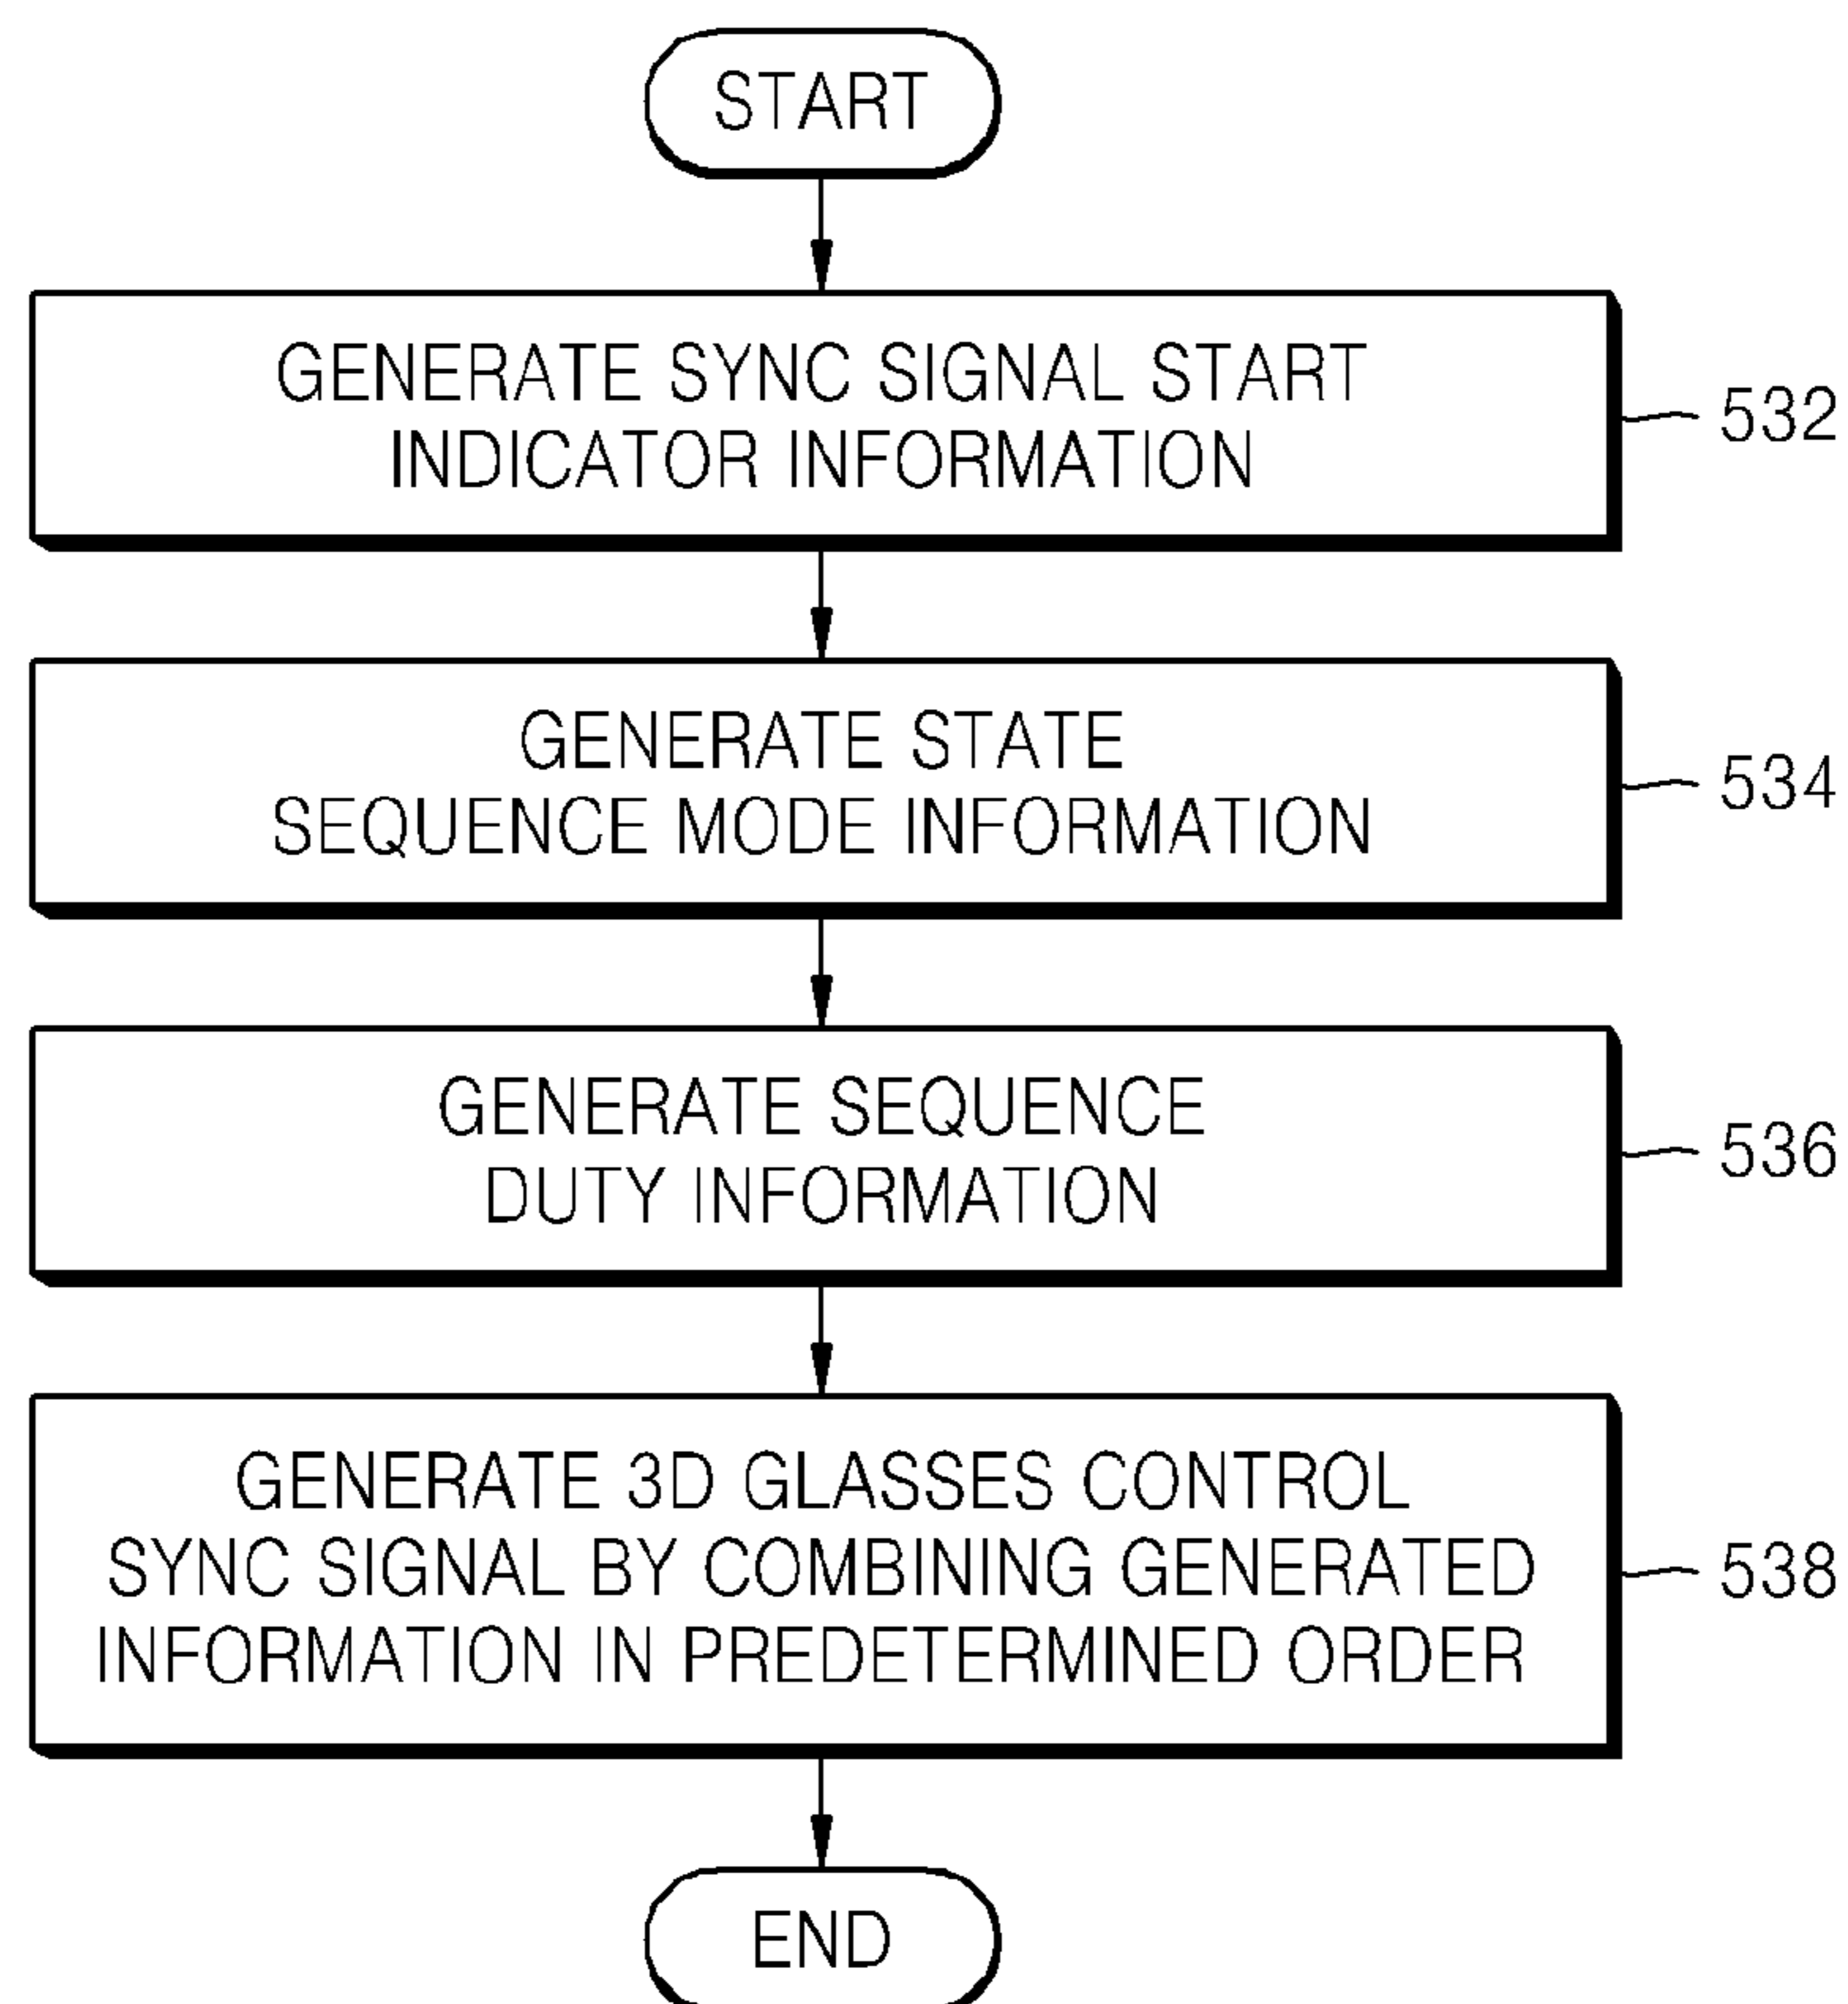 START
GENERATE SYNC SIGNAL START
INDICATOR INFORMATION
532
GENERATE STATE
SEQUENCE MODE INFORMATION
534
GENERATE SEQUENCE
DUTY INFORMATION
536
GENERATE 3D GLASSES CONTROL
SYNC SIGNAL BY COMBINING GENERATED
INFORMATION IN PREDETERMINED ORDER
538
END